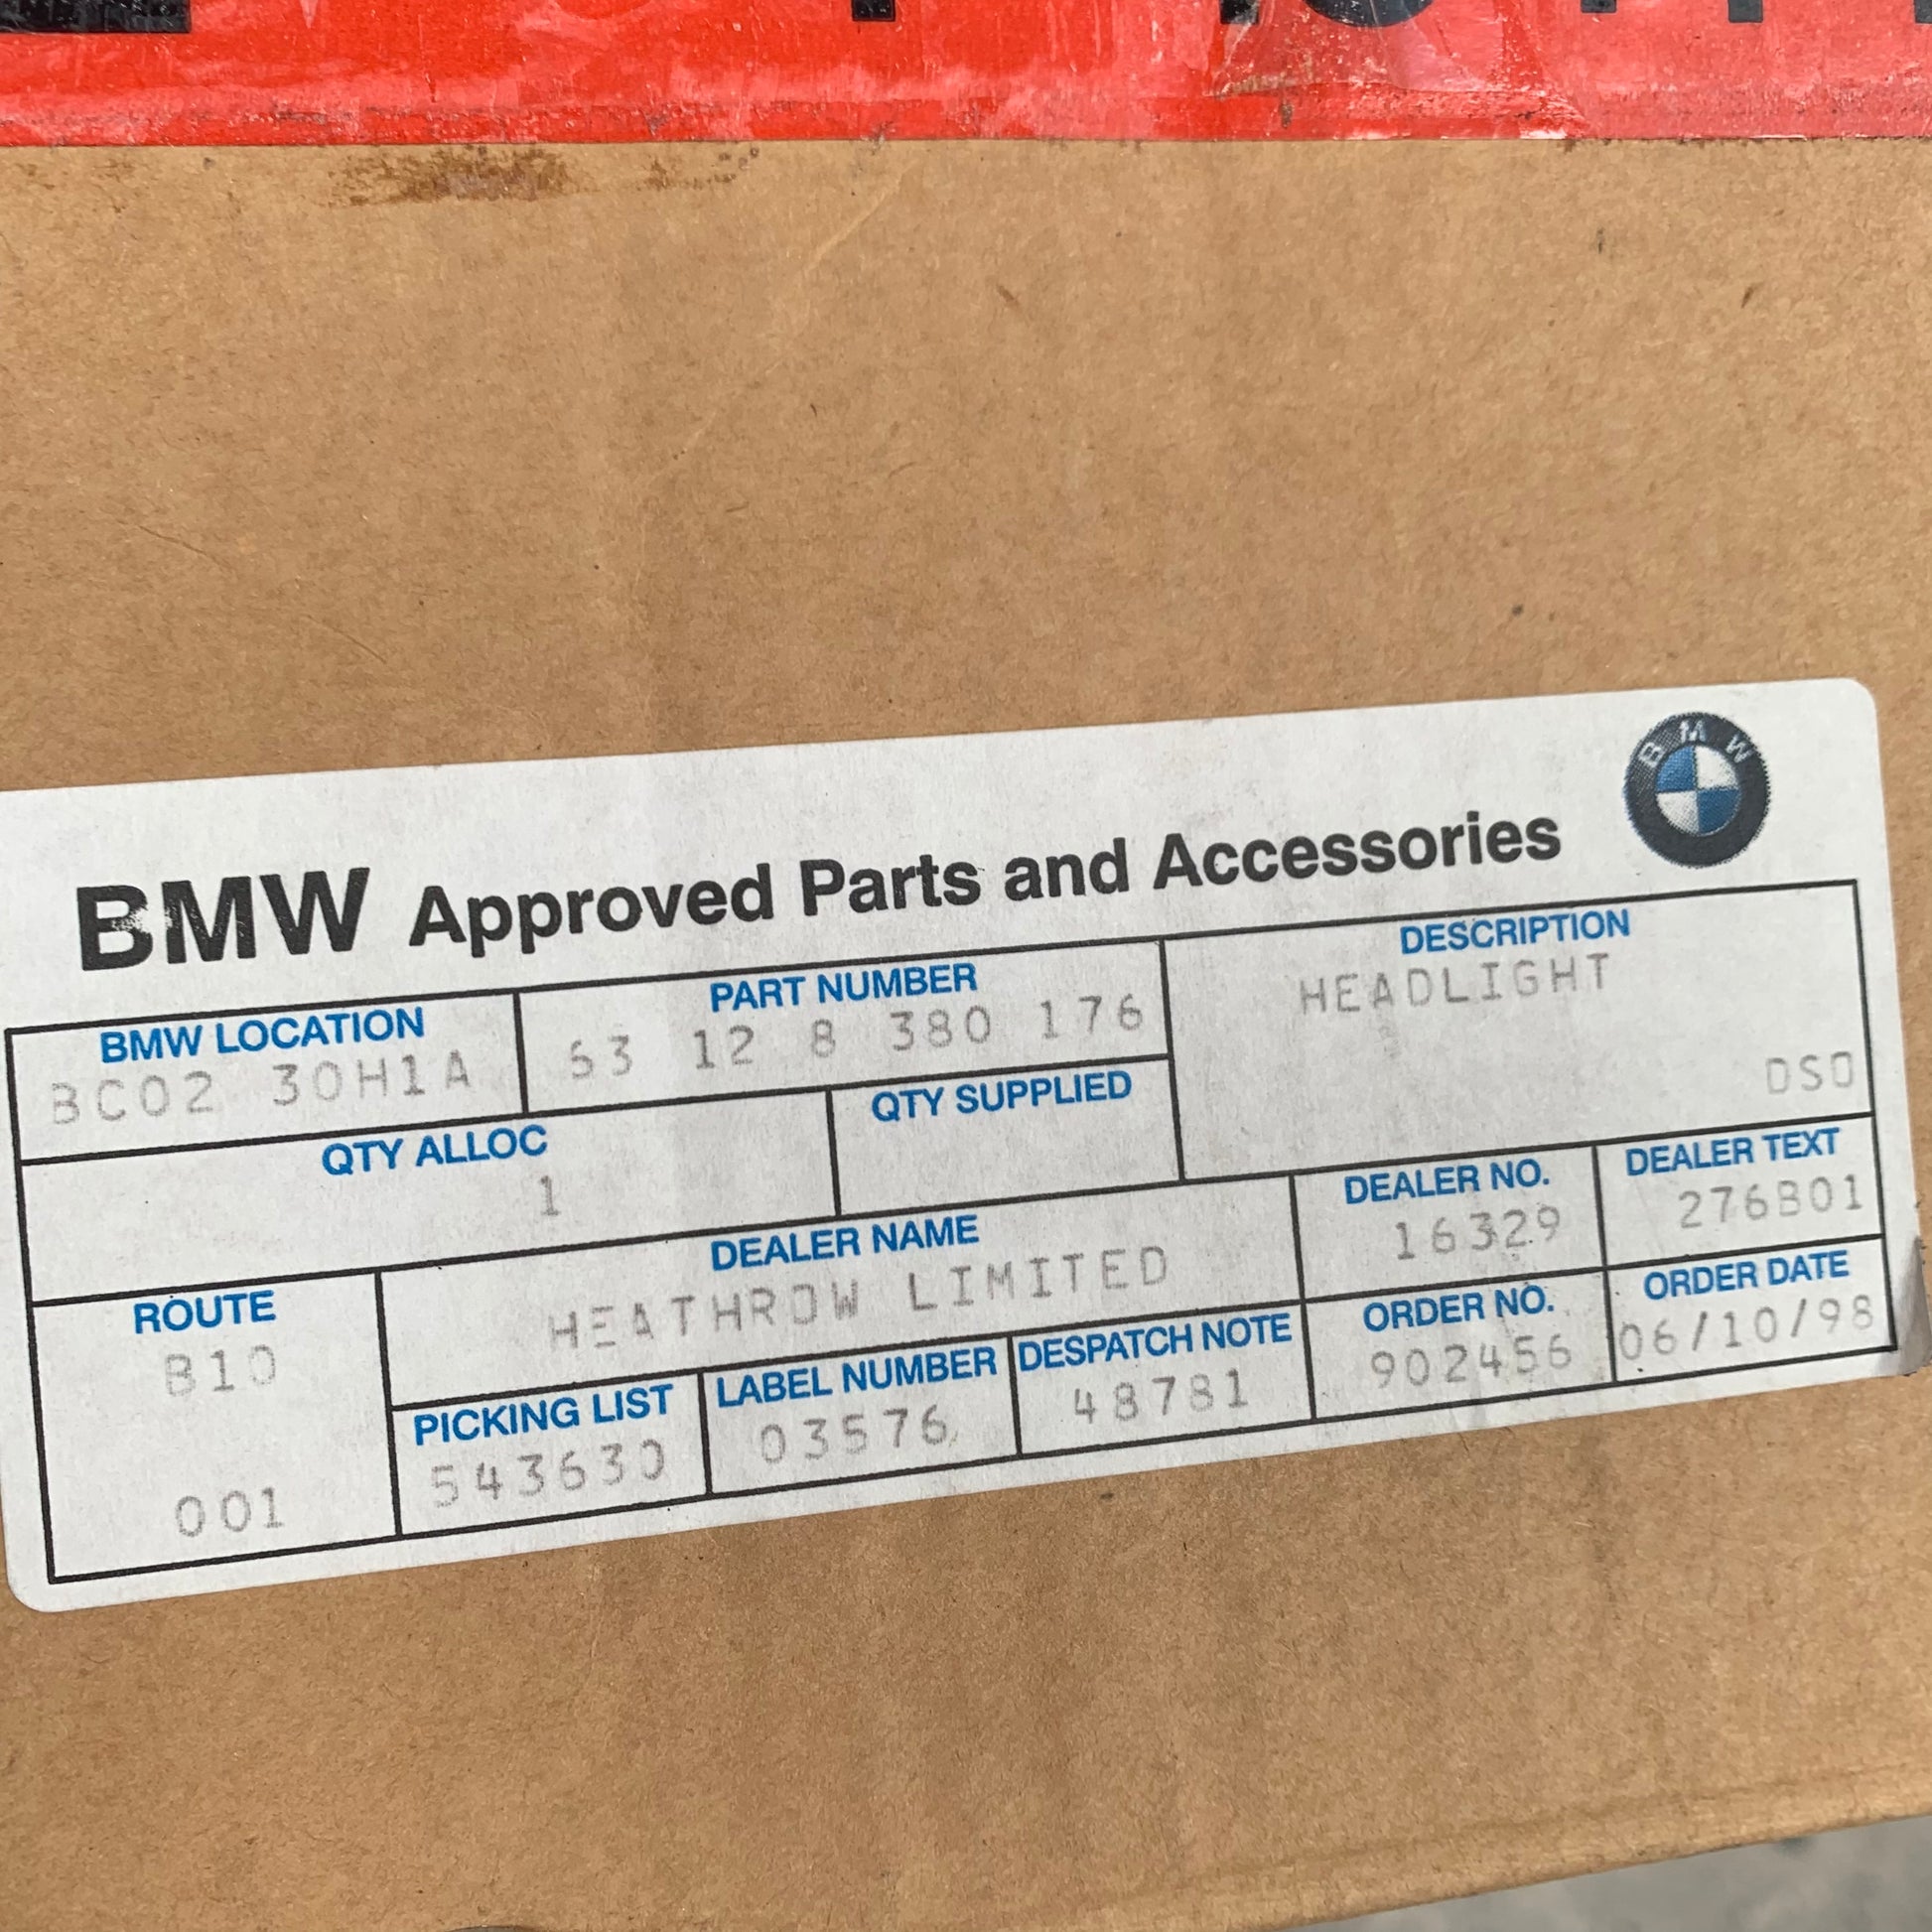 BMW
BMW Approved Parts and Accessories
BMW LOCATION
BC02 30H1A
PART NUMBER
63 12 8 380 176
DESCRIPTION
HEADLIGHT
DSO
QTY ALLOC
1
QTY SUPPLIED
DEALER NAME
HEATHROW LIMITED
DEALER NO.
16329
DEALER TEXT
276B01
ROUTE
B10
001
PICKING LIST
543630
LABEL NUMBER
03576
DESPATCH NOTE
48781
ORDER NO.
902456
ORDER DATE
06/10/98